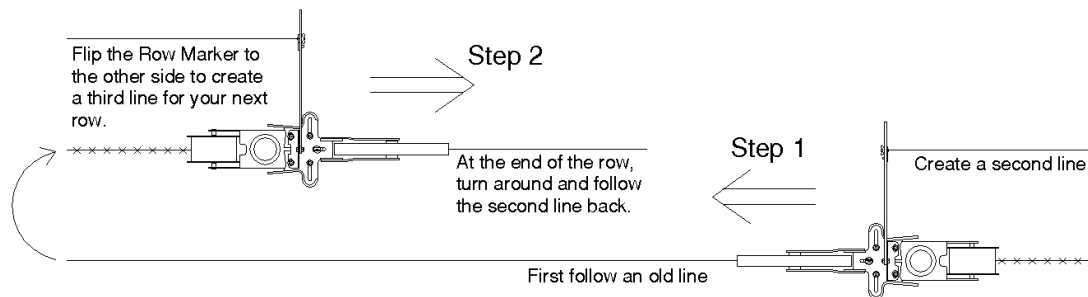 Flip the Row Marker to
the other side to create
a third line for your next
row.
Step 2
At the end of the row,
turn around and follow
the second line back.
Step 1
Create a second line
First follow an old line